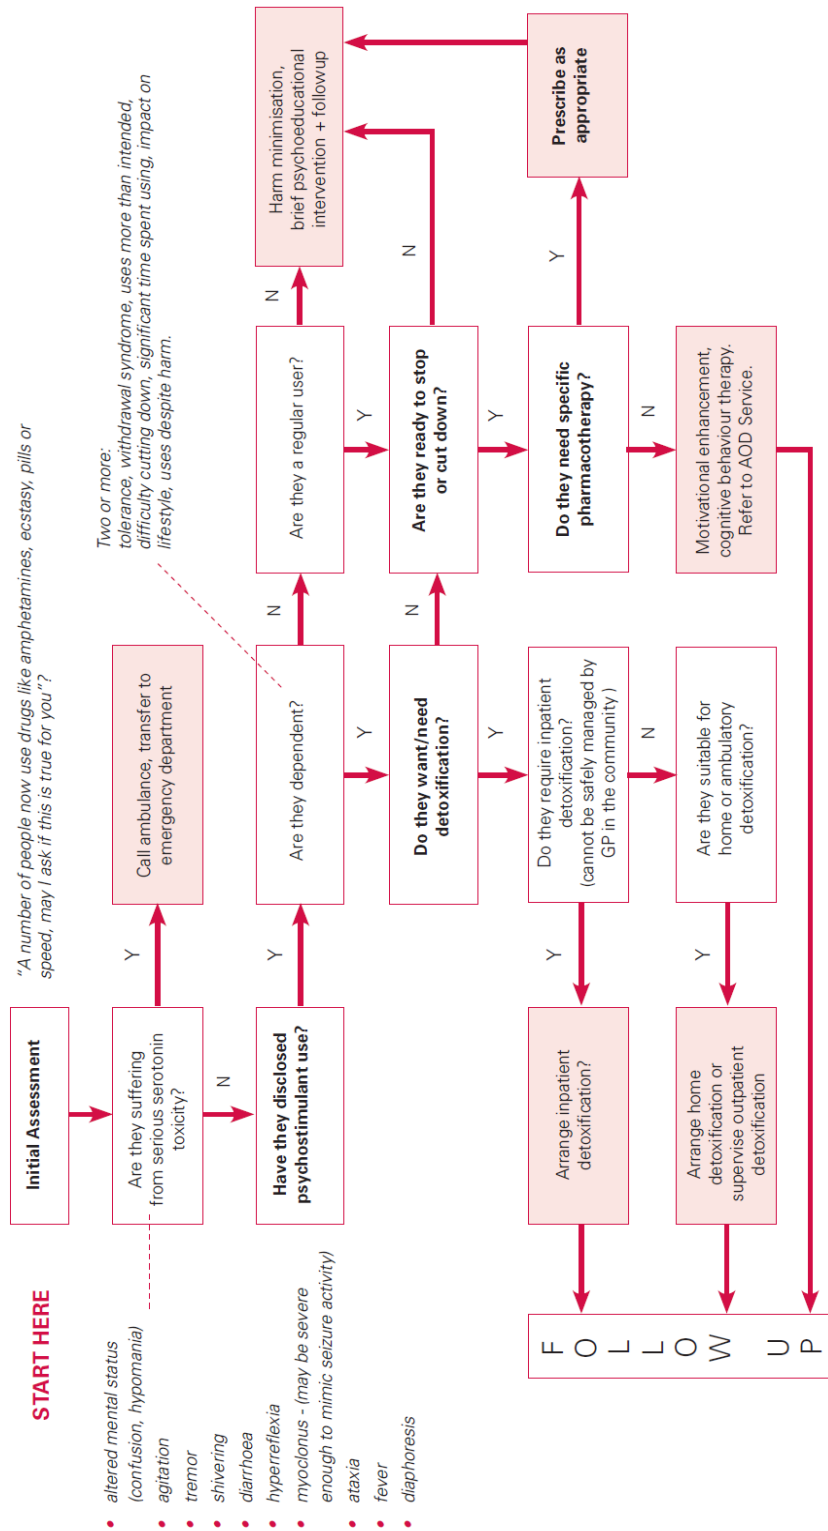 START HERE
Initial Assessment
"A number of people now use drugs like amphetamines, ecstasy, pills or
speed, may I ask if this is true for you"?
• altered mental status
(confusion, hypomania)
• agitation
• tremor
• shivering
• diarrhoea
• hyperreflexia
• myoclonus - (may be severe
enough to mimic seizure activity)
• ataxia
• fever
• diaphoresis
Are they suffering
from serious serotonin
toxicity?
Y
Call ambulance, transfer to
emergency department
N
Two or more:
tolerance, withdrawal syndrome, uses more than intended,
difficulty cutting down, significant time spent using, impact on
lifestyle, uses despite harm.
Have they disclosed
psychostimulant use?
Y
Are they dependent?
N
Are they a regular user?
N
Harm minimisation,
brief psychoeducational
intervention + followup
Y
Y
Do they want/need
detoxification?
N
Are they ready to stop
or cut down?
N
Y
Y
Arrange inpatient
detoxification?
Y
Do they require inpatient
detoxification?
(cannot be safely managed by
GP in the community )
Do they need specific
pharmacotherapy?
Y
Prescribe as
appropriate
N
N
Arrange home
detoxification or
supervise outpatient
detoxification
Y
Are they suitable for
home or ambulatory
detoxification?
Motivational enhancement,
cognitive behaviour therapy.
Refer to AOD Service.
F
O
L
L
O
W
U
P